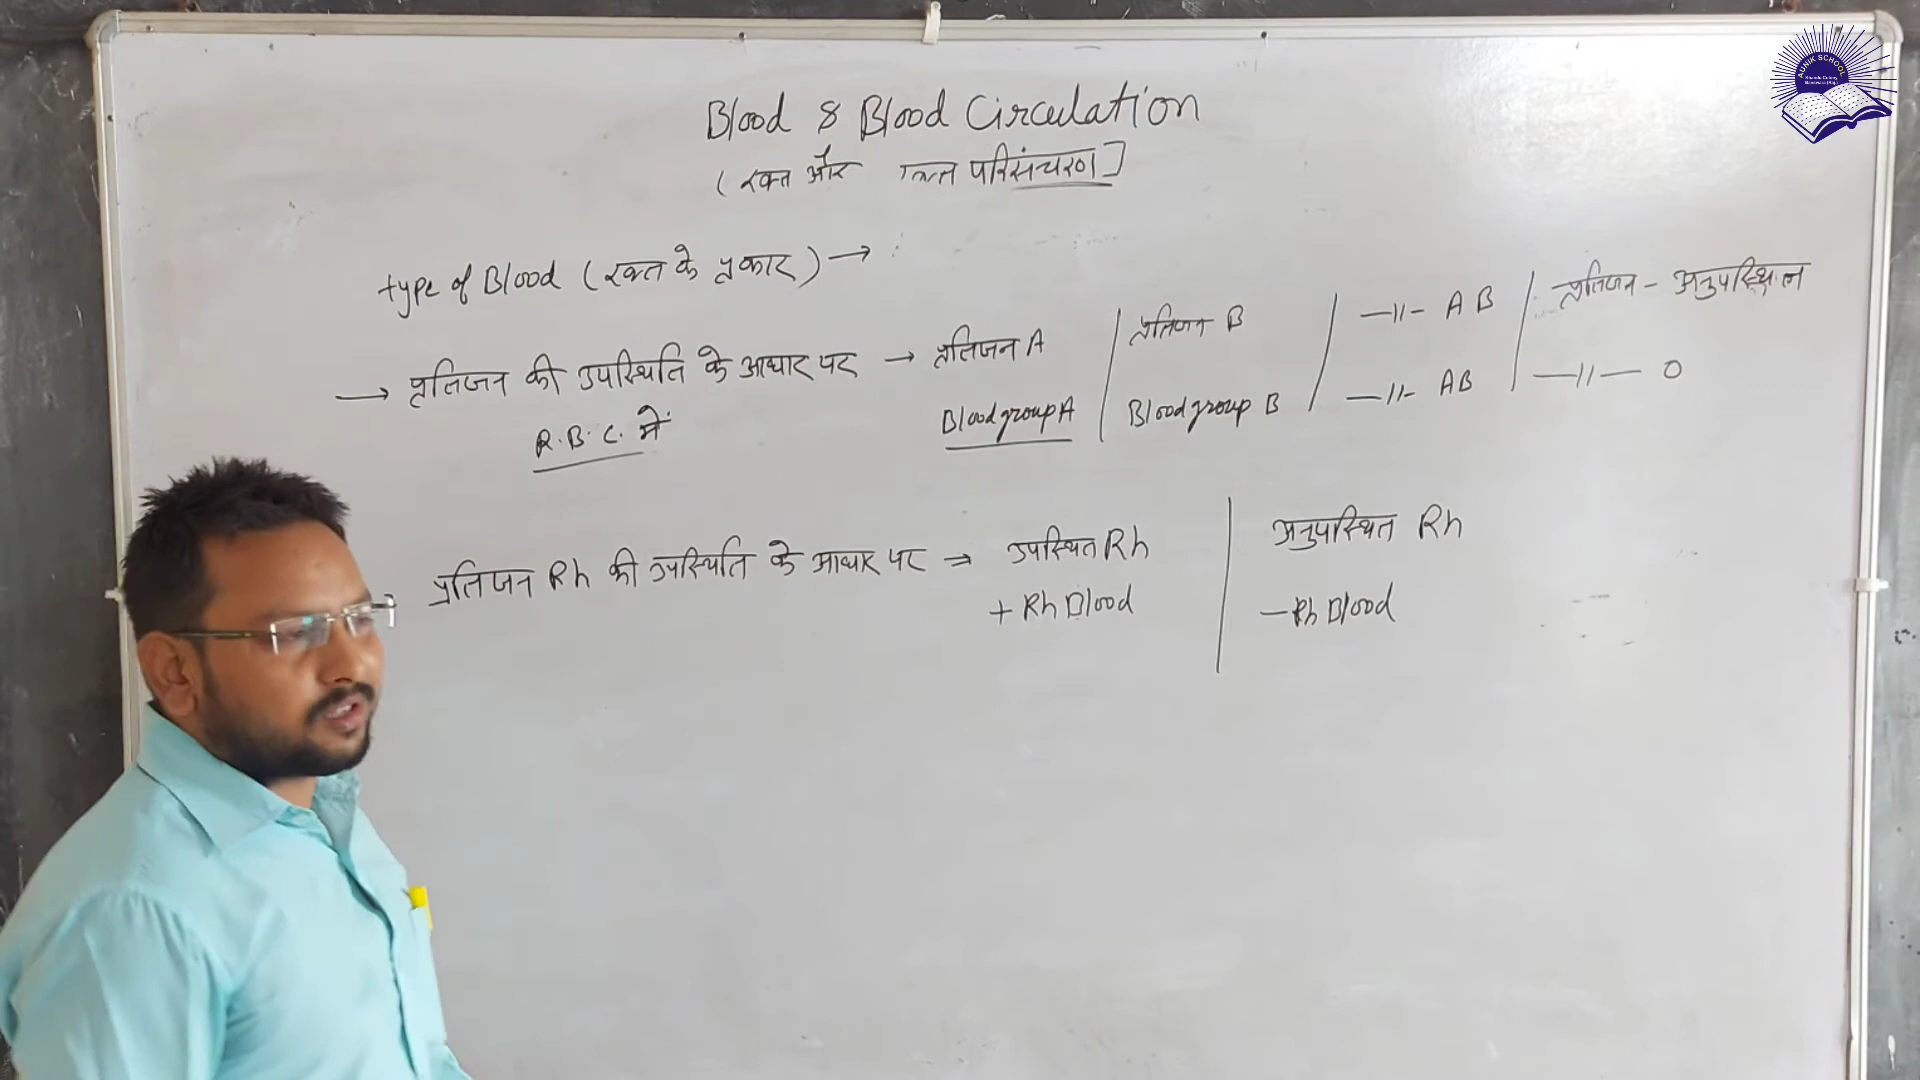 AUNIK SCHOOL
Blood & Blood Circulation
(रक्त और रक्त परिसंचरण]
type of Blood (रक्त के प्रकार) →
→ प्रतिजन की उपस्थिति के आधार पर → प्रतिजन A | प्रतिजन B | —||— AB | प्रतिजन - अनुपस्थित
R.B.C. में Blood group A | Blood group B | —||— AB | —||— O
प्रतिजन Rh की उपस्थिति के आधार पर → उपस्थित Rh | अनुपस्थित Rh
+ Rh Blood | — Rh Blood